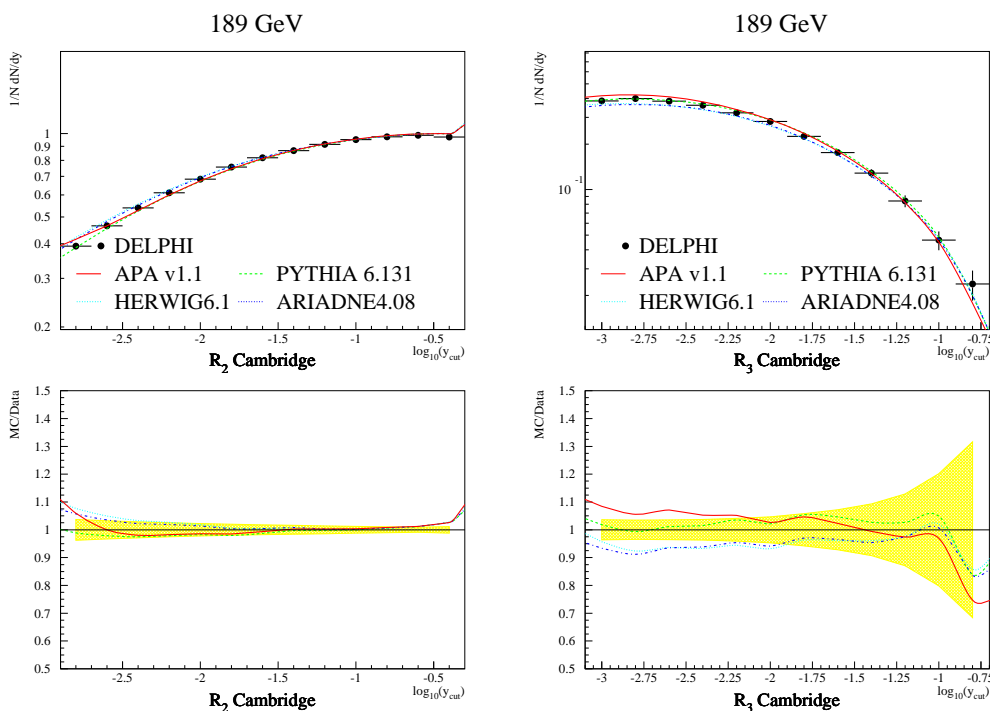 189 GeV
1/N dN/dy
1
0.9
0.8
0.7
0.6
0.5
0.4
0.3
0.2
DELPHI
APA v1.1
PYTHIA 6.131
HERWIG6.1
ARIADNE4.08
-2.5
-2
-1.5
-1
-0.5
log10(ycut)
R2 Cambridge
189 GeV
1/N dN/dy
10-1
DELPHI
APA v1.1
PYTHIA 6.131
HERWIG6.1
ARIADNE4.08
-3
-2.75
-2.5
-2.25
-2
-1.75
-1.5
-1.25
-1
-0.75
log10(ycut)
R3 Cambridge
MC/Data
1.5
1.4
1.3
1.2
1.1
1
0.9
0.8
0.7
0.6
0.5
-2.5
-2
-1.5
-1
-0.5
log10(ycut)
R2 Cambridge
MC/Data
1.5
1.4
1.3
1.2
1.1
1
0.9
0.8
0.7
0.6
0.5
-3
-2.75
-2.5
-2.25
-2
-1.75
-1.5
-1.25
-1
-0.75
log10(ycut)
R3 Cambridge